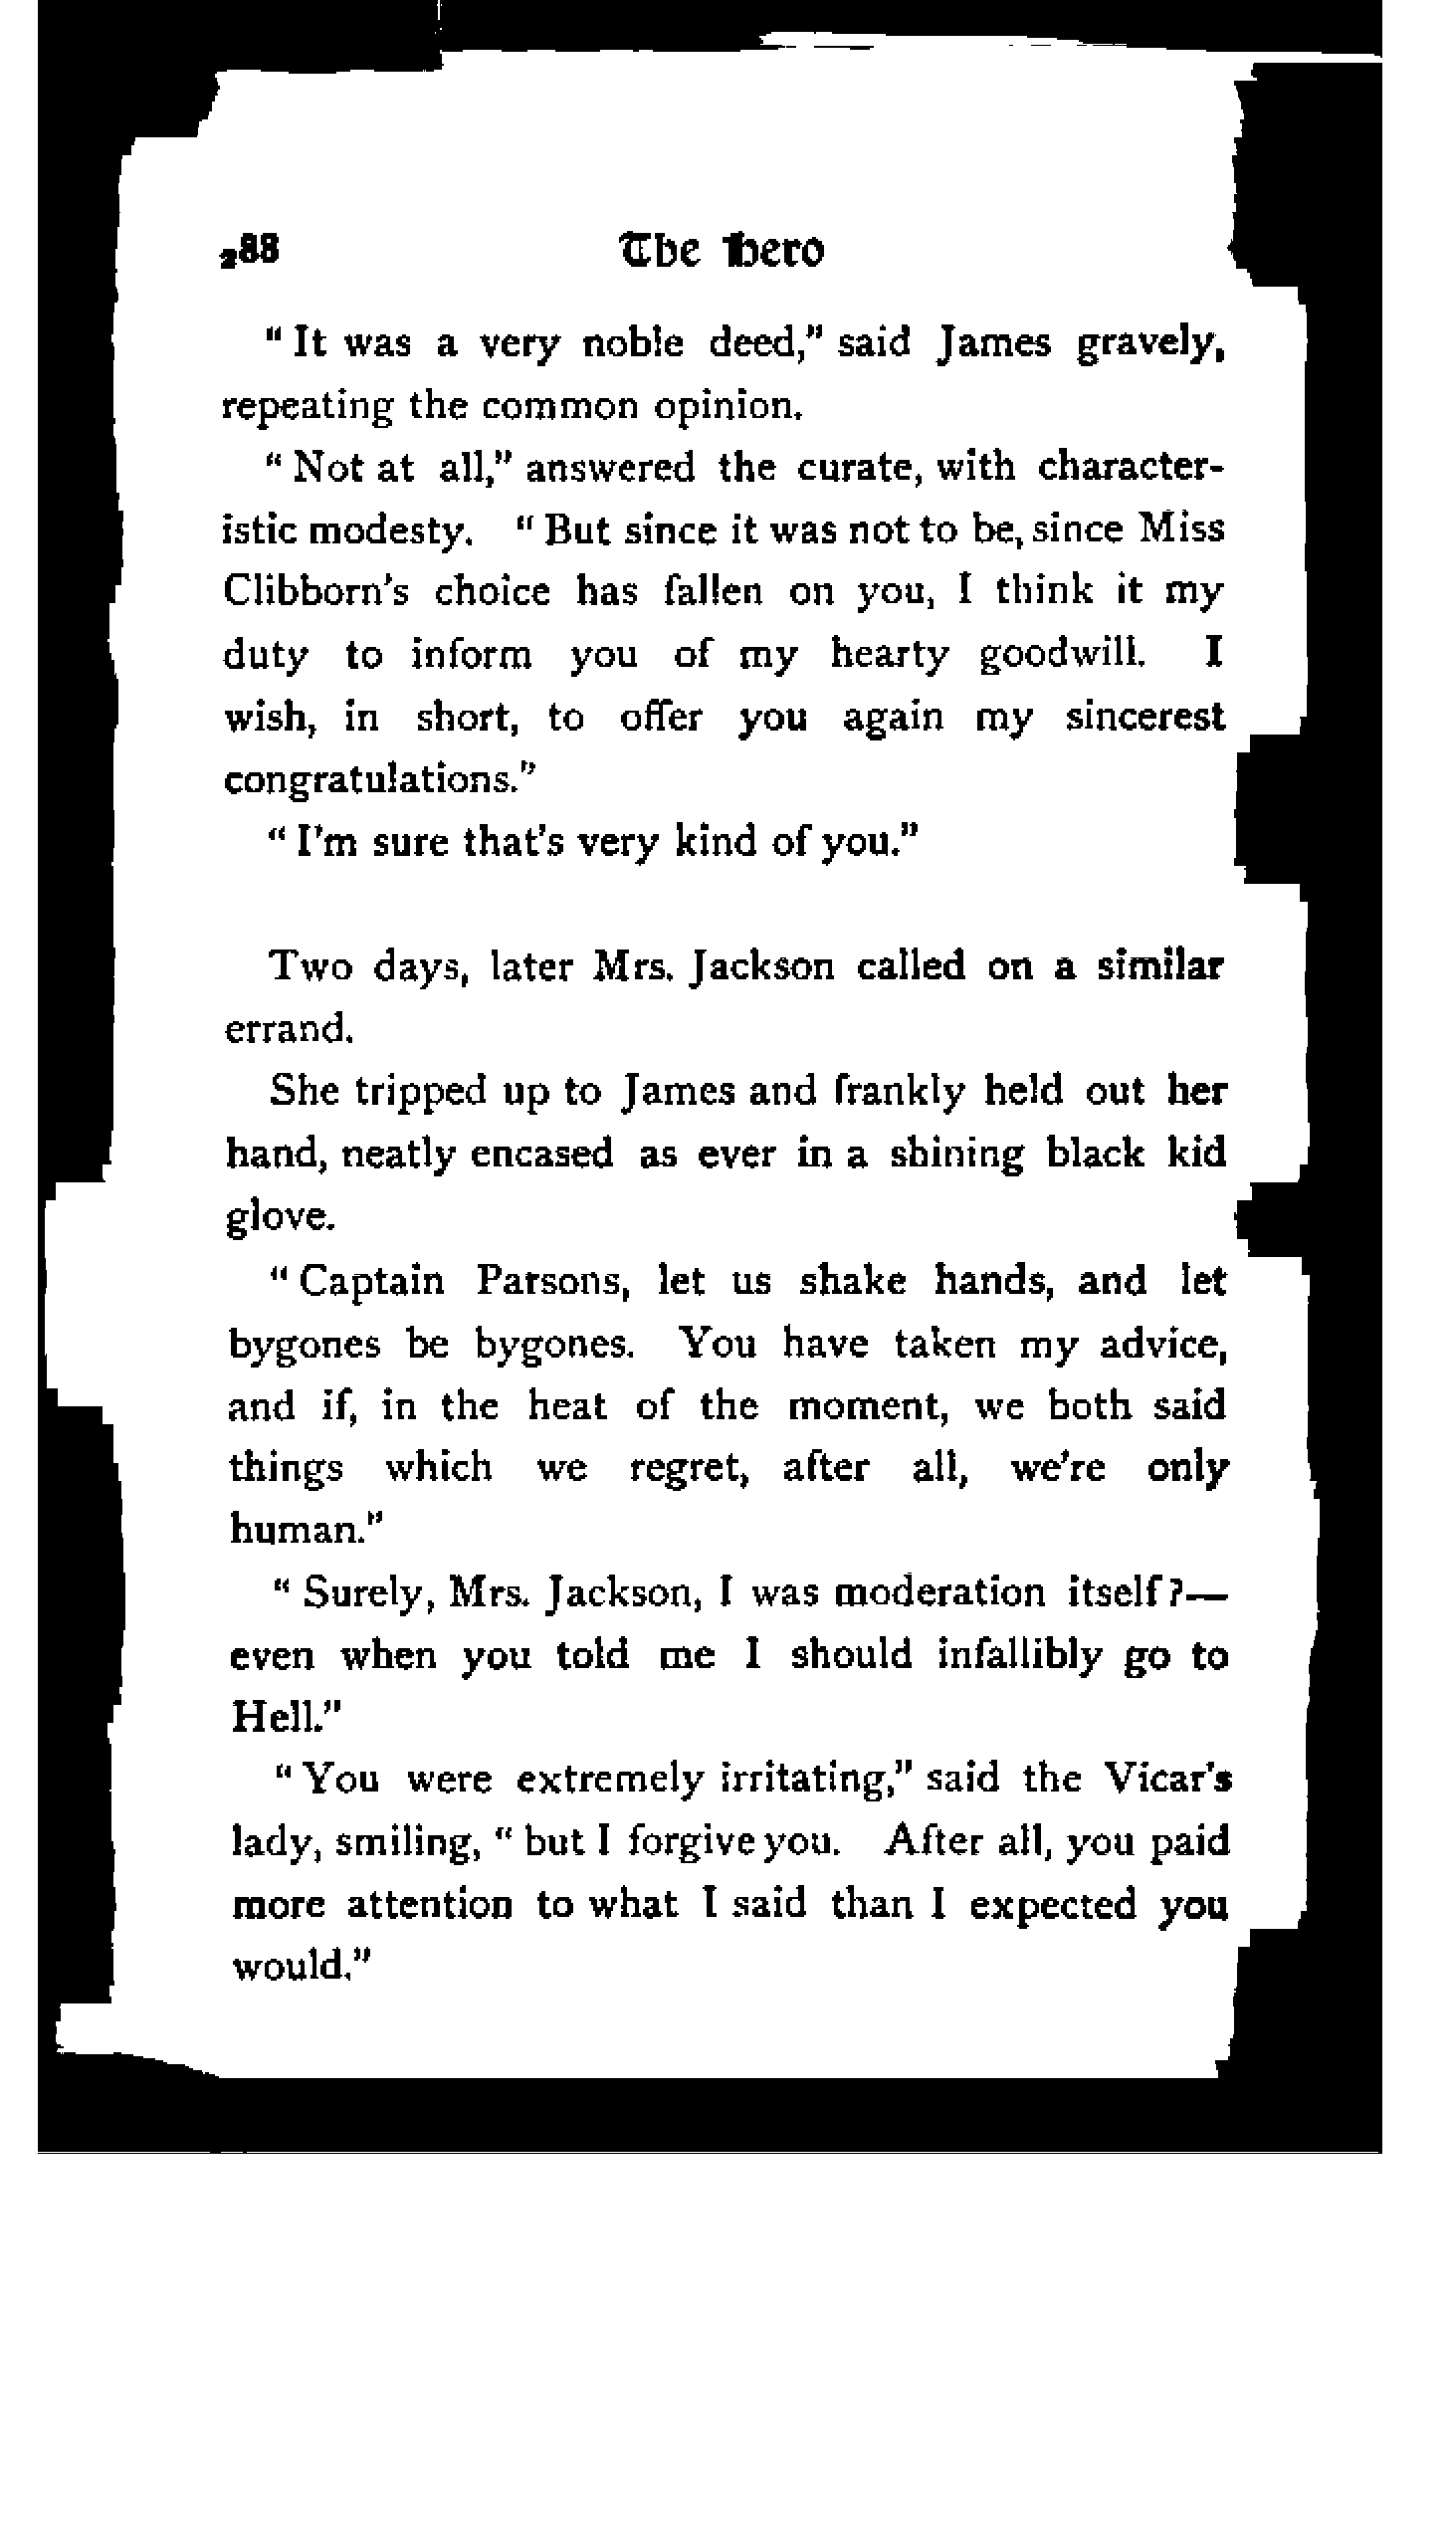 288 The Hero
"It was a very noble deed," said James gravely,
repeating the common opinion.
"Not at all," answered the curate, with character-
istic modesty. "But since it was not to be, since Miss
Clibborn's choice has fallen on you, I think it my
duty to inform you of my hearty goodwill. I
wish, in short, to offer you again my sincerest
congratulations."
"I'm sure that's very kind of you."
Two days, later Mrs. Jackson called on a similar
errand.
She tripped up to James and frankly held out her
hand, neatly encased as ever in a shining black kid
glove.
"Captain Parsons, let us shake hands, and let
bygones be bygones. You have taken my advice,
and if, in the heat of the moment, we both said
things which we regret, after all, we're only
human."
"Surely, Mrs. Jackson, I was moderation itself?—
even when you told me I should infallibly go to
Hell."
"You were extremely irritating," said the Vicar's
lady, smiling, "but I forgive you. After all, you paid
more attention to what I said than I expected you
would."